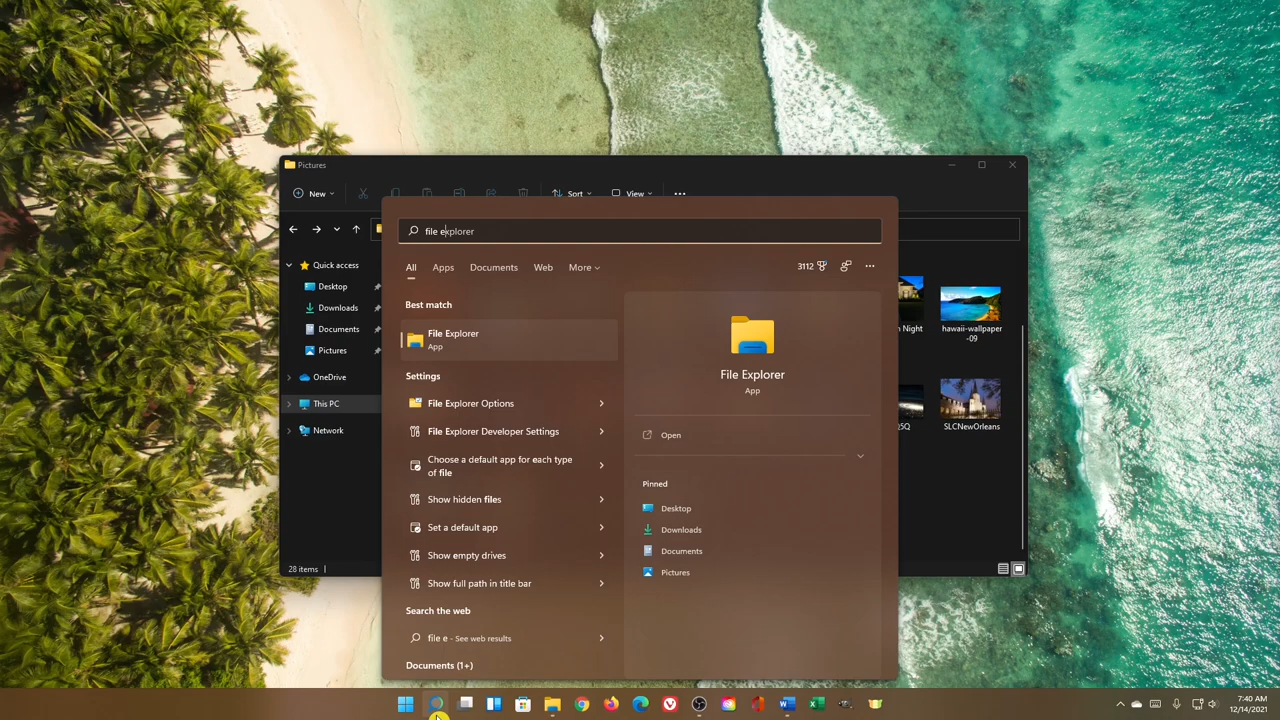 Pictures
New
Sort
View
file explorer
All
Apps
Documents
Web
More
3112
Quick access
Desktop
Downloads
Documents
Pictures
OneDrive
This PC
Network
28 items
Best match
File Explorer
App
Settings
File Explorer Options
File Explorer Developer Settings
Choose a default app for each type
of file
Show hidden files
Set a default app
Show empty drives
Show full path in title bar
Search the web
file e - See web results
Documents (1+)
File Explorer
App
Open
Pinned
Desktop
Downloads
Documents
Pictures
Night
hawaii-wallpaper
-09
SLCNewOrleans
7:40 AM
12/14/2021